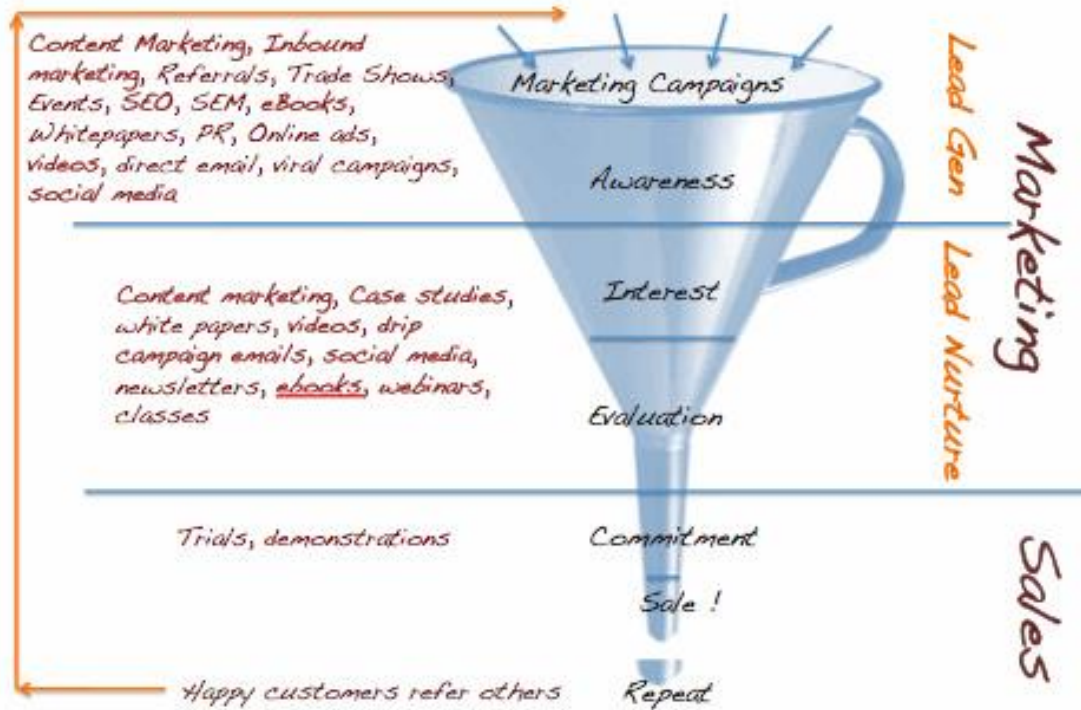 Content Marketing, Inbound
marketing, Referrals, Trade Shows,
Events, SEO, SEM, eBooks,
Whitepapers, PR, Online ads,
videos, direct email, viral campaigns,
social media
Marketing Campaigns
Awareness
Lead Gen
Marketing
Content marketing, Case studies,
white papers, videos, drip
campaign emails, social media,
newsletters, ebooks, webinars,
classes
Interest
Evaluation
Lead Nurture
Trials, demonstrations
Commitment
Sale !
Sales
Happy customers refer others
Repeat